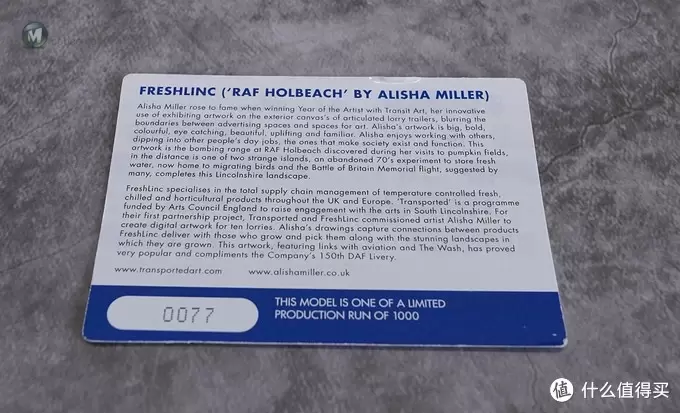 M
FRESHLINC ('RAF HOLBEACH' BY ALISHA MILLER)
Alisha Miller rose to fame when winning Year of the Artist with Transit Art, her innovative
use of exhibiting artwork on the exterior canvas's of articulated lorry trailers, blurring the
boundaries between advertising spaces and spaces for art. Alisha's artwork is big, bold,
colourful, eye catching, beautiful, uplifting and familiar. Alisha enjoys working with others,
dipping into other people's day jobs, the ones that make society exist and function. This
artwork is the bombing range at RAF Holbeach discovered during her visits to pumpkin fields,
in the distance is one of two strange islands, an abandoned 70's experiment to store fresh
water, now home to migrating birds and the Battle of Britain Memorial flight, suggested by
many, completes this Lincolnshire landscape.
FreshLinc specialises in the total supply chain management of temperature controlled fresh,
chilled and horticultural products throughout the UK and Europe. 'Transported' is a programme
funded by Arts Council England to raise engagement with the arts in South Lincolnshire. For
their first partnership project, Transported and FreshLinc commissioned artist Alisha Miller to
create digital artwork for ten lorries. Alisha's drawings capture connections between products
FreshLinc deliver with those who grow and pick them along with the stunning landscapes in
which they are grown. This artwork, featuring links with aviation and The Wash, has proved
very popular and compliments the Company's 150th DAF Livery.
www.transportedart.com www.alishamiller.co.uk
0077
THIS MODEL IS ONE OF A LIMITED
PRODUCTION RUN OF 1000
值 什么值得买